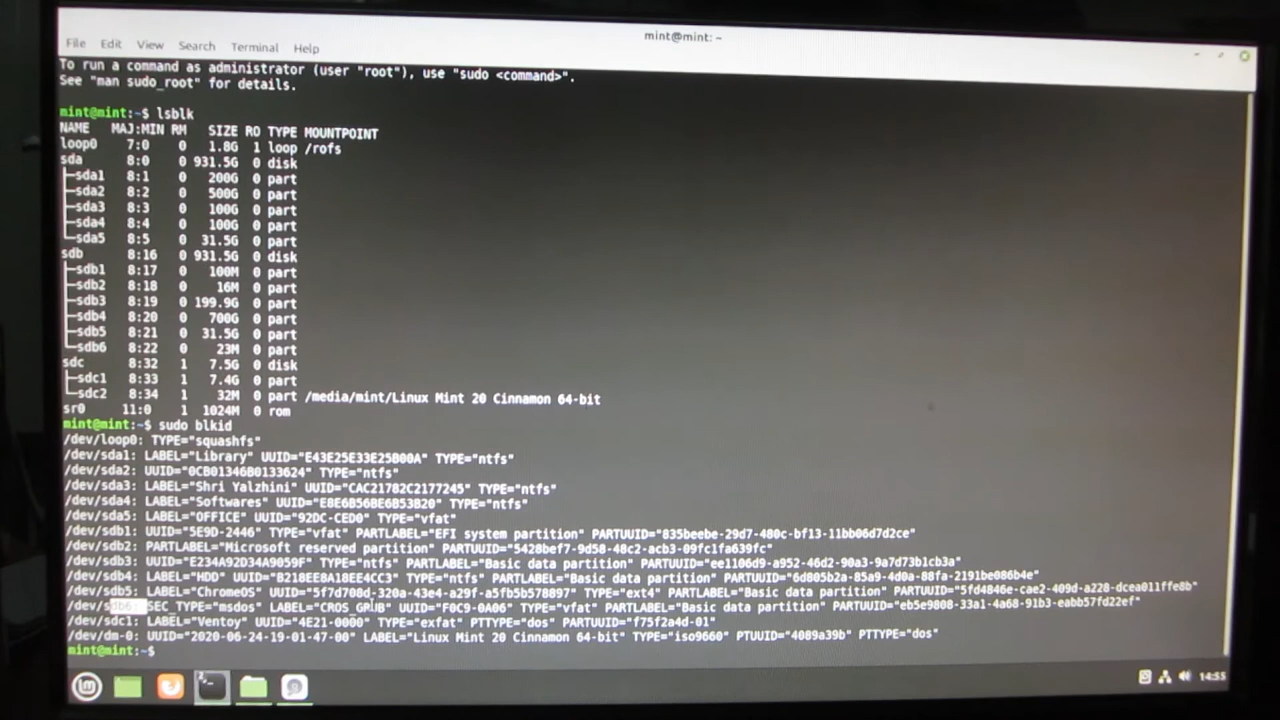 mint@mint: ~
File Edit View Search Terminal Help
To run a command as administrator (user "root"), use "sudo <command>".
See "man sudo_root" for details.
mint@mint:~$ lsblk
NAME MAJ:MIN RM SIZE RO TYPE MOUNTPOINT
loop0 7:0 0 1.8G 1 loop /rofs
sda 8:0 0 931.5G 0 disk
├─sda1 8:1 0 200G 0 part
├─sda2 8:2 0 500G 0 part
├─sda3 8:3 0 100G 0 part
├─sda4 8:4 0 100G 0 part
└─sda5 8:5 0 31.5G 0 part
sdb 8:16 0 931.5G 0 disk
├─sdb1 8:17 0 100M 0 part
├─sdb2 8:18 0 16M 0 part
├─sdb3 8:19 0 199.9G 0 part
├─sdb4 8:20 0 700G 0 part
├─sdb5 8:21 0 31.5G 0 part
└─sdb6 8:22 0 23M 0 part
sdc 8:32 1 7.5G 0 disk
├─sdc1 8:33 1 7.4G 0 part
└─sdc2 8:34 1 32M 0 part /media/mint/Linux Mint 20 Cinnamon 64-bit
sr0 11:0 1 1024M 0 rom
mint@mint:~$ sudo blkid
/dev/loop0: TYPE="squashfs"
/dev/sda1: LABEL="Library" UUID="E43E25E33E25B00A" TYPE="ntfs"
/dev/sda2: UUID="0CB01346B0133624" TYPE="ntfs"
/dev/sda3: LABEL="Shri Yalzhini" UUID="CAC21782C2177245" TYPE="ntfs"
/dev/sda4: LABEL="Softwares" UUID="E8E6B56BE6B53B20" TYPE="ntfs"
/dev/sda5: LABEL="OFFICE" UUID="92DC-CED0" TYPE="vfat"
/dev/sdb1: UUID="5E9D-2446" TYPE="vfat" PARTLABEL="EFI system partition" PARTUUID="835beebe-29d7-480c-bf13-11bb06d7d2ce"
/dev/sdb2: PARTLABEL="Microsoft reserved partition" PARTUUID="5428bef7-9d58-48c2-acb3-09fc1fa639fc"
/dev/sdb3: UUID="E234A92D34A9059F" TYPE="ntfs" PARTLABEL="Basic data partition" PARTUUID="ee1106d9-a952-46d2-90a3-9a7d73b1cb3a"
/dev/sdb4: LABEL="HDD" UUID="B218EE8A18EE4CC3" TYPE="ntfs" PARTLABEL="Basic data partition" PARTUUID="6d805b2a-85a9-4d0a-88fa-2191be086b4e"
/dev/sdb5: LABEL="ChromeOS" UUID="5f7d708d-320a-43e4-a29f-a5fb5b578897" TYPE="ext4" PARTLABEL="Basic data partition" PARTUUID="5fd4846e-cae2-409d-a228-dcea011ffe8b"
/dev/sdb6: SEC_TYPE="msdos" LABEL="CROS_GRUB" UUID="F0C9-0A06" TYPE="vfat" PARTLABEL="Basic data partition" PARTUUID="eb5e9808-33a1-4a68-91b3-eabb57fd22ef"
/dev/sdc1: LABEL="Ventoy" UUID="4E21-0000" TYPE="exfat" PTTYPE="dos" PARTUUID="f75f2a4d-01"
/dev/dm-0: UUID="2020-06-24-19-01-47-00" LABEL="Linux Mint 20 Cinnamon 64-bit" TYPE="iso9660" PTUUID="4089a39b" PTTYPE="dos"
mint@mint:~$
14:55